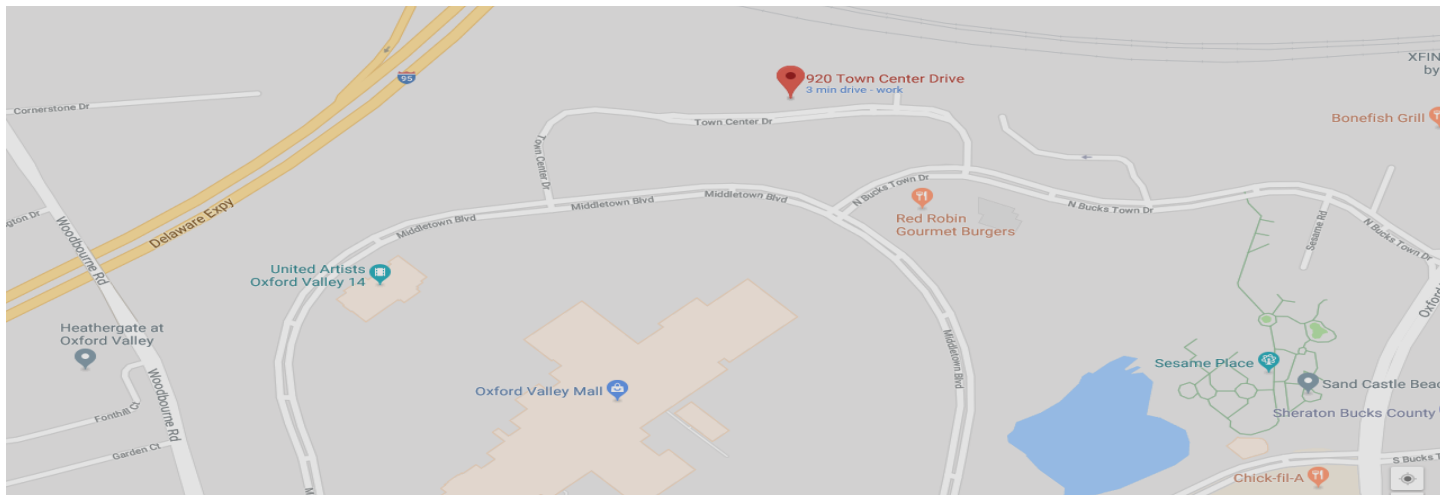 XFIN
by
95
920 Town Center Drive
3 min drive - work
Cornerstone Dr
Bonefish Grill
Town Center Dr
Town Center Dr
N Bucks Town Dr
Middletown Blvd
Middletown Blvd
Middletown Blvd
Red Robin
Gourmet Burgers
N Bucks Town Dr
Sesame Rd
N Bucks Town Dr
gton Dr
Woodbourne Rd
Delaware Expy
United Artists
Oxford Valley 14
Oxford
Heathergate at
Oxford Valley
Middletown Blvd
Sesame Place
Sand Castle Beac
Oxford Valley Mall
Sheraton Bucks County
Woodbourne Rd
Fonthill Ct
Garden Ct
S Bucks T
Chick-fil-A
M